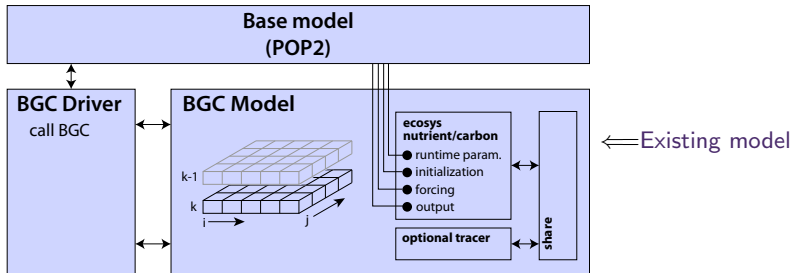 Base model
(POP2)
BGC Driver
call BGC
BGC Model
k-1
k
i
j
ecosys
nutrient/carbon
runtime param.
initialization
forcing
output
optional tracer
share
⟸Existing model